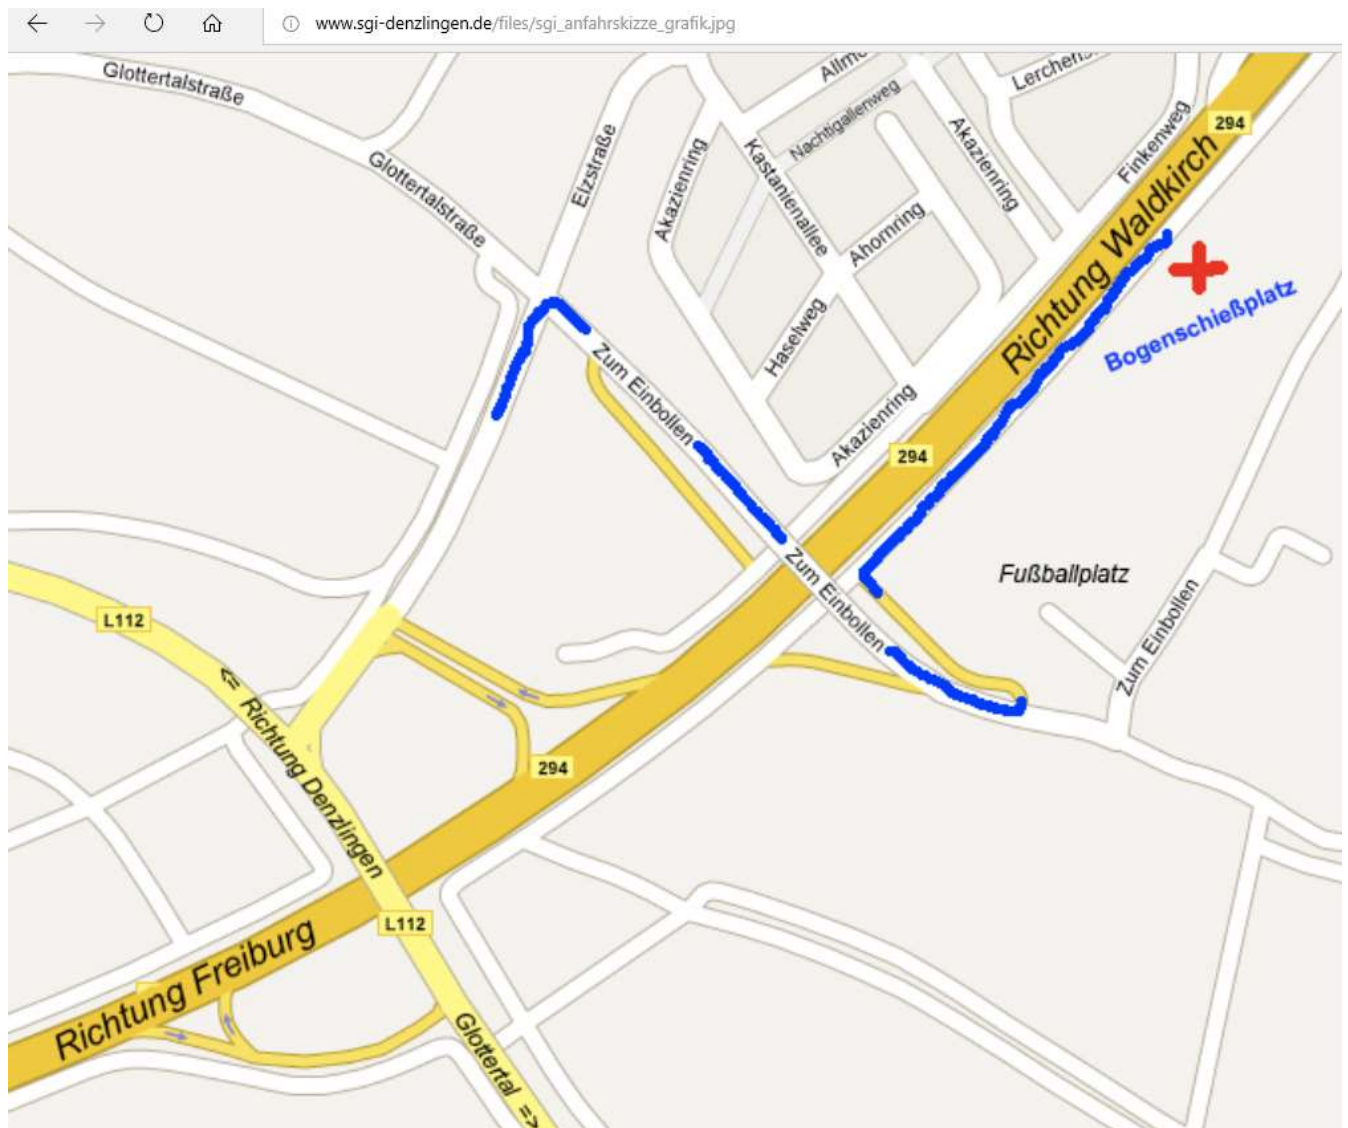 www.sgi-denzlingen.de/files/sgi_anfahrskizze_grafik.jpg
Glottertalstraße
Glottertalstraße
Elzstraße
Akazienring
Kastanienallee
Nachtigallenweg
Akazienring
Finkenweg
294
Richtung Waldkirch
Ahornring
Haselweg
Bogenschießplatz
Zum Einbollen
Akazienring
294
Zum Einbollen
Fußballplatz
Zum Einbollen
L112
<= Richtung Denzlingen
294
L112
Richtung Freiburg
Glottertal =>